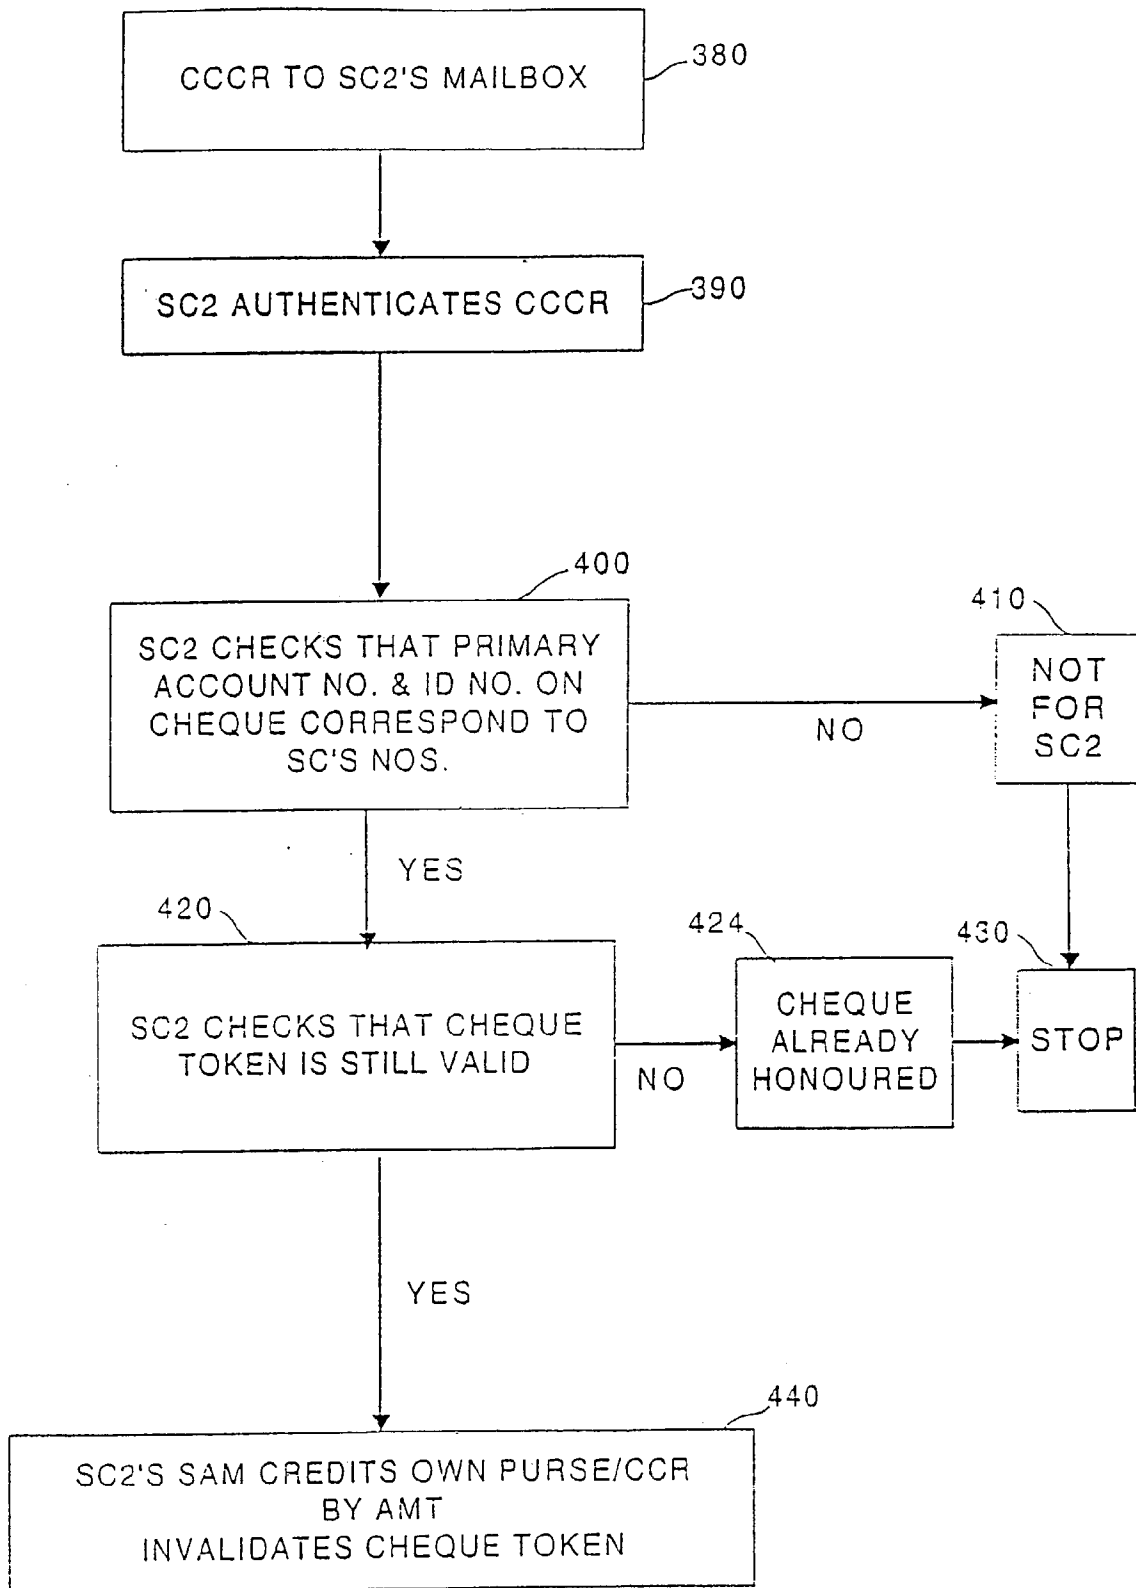 CCCR TO SC2'S MAILBOX
380
SC2 AUTHENTICATES CCCR
390
400
SC2 CHECKS THAT PRIMARY
ACCOUNT NO. & ID NO. ON
CHEQUE CORRESPOND TO
SC'S NOS.
NO
410
NOT
FOR
SC2
YES
420
SC2 CHECKS THAT CHEQUE
TOKEN IS STILL VALID
NO
424
CHEQUE
ALREADY
HONOURED
430
STOP
YES
440
SC2'S SAM CREDITS OWN PURSE/CCR
BY AMT
INVALIDATES CHEQUE TOKEN